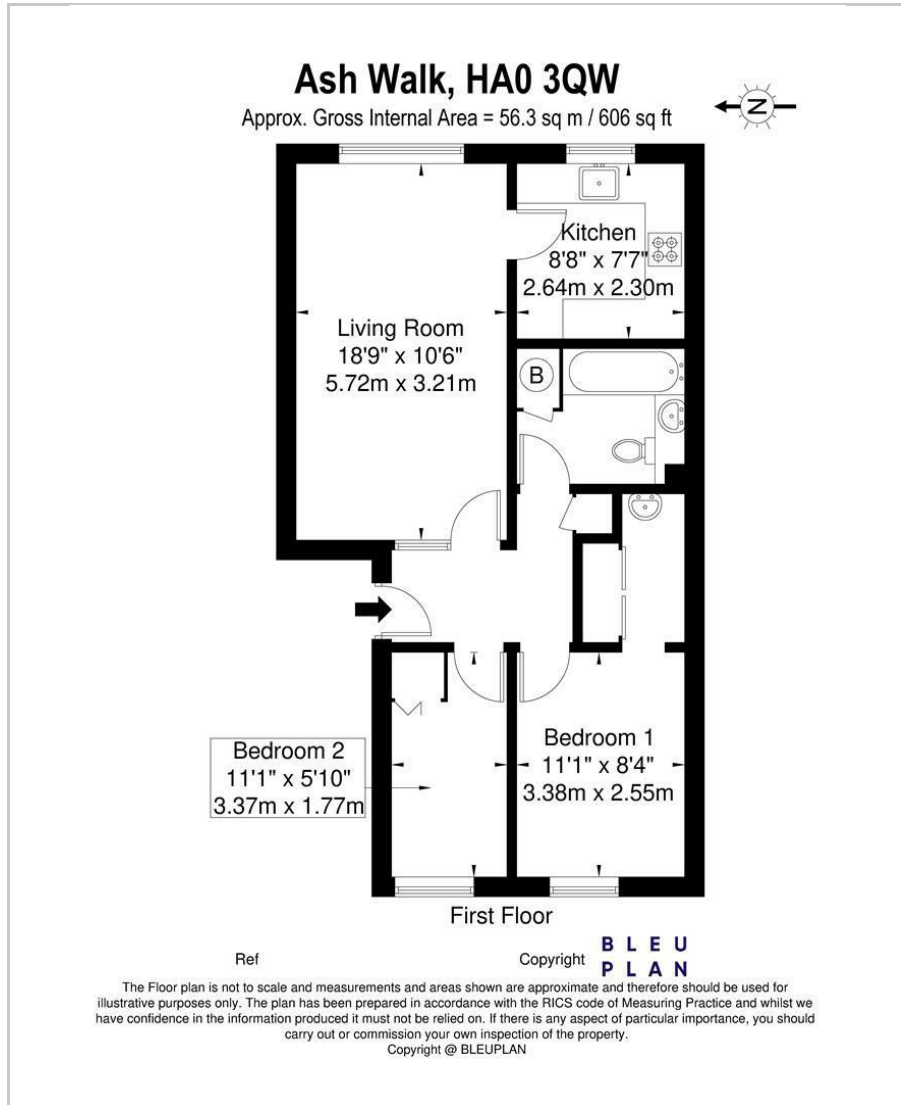 Ash Walk, HA0 3QW
Approx. Gross Internal Area = 56.3 sq m / 606 sq ft
N
Kitchen
8'8" x 7'7"
2.64m x 2.30m
Living Room
18'9" x 10'6"
5.72m x 3.21m
B
Bedroom 1
11'1" x 8'4"
3.38m x 2.55m
Bedroom 2
11'1" x 5'10"
3.37m x 1.77m
First Floor
Ref
Copyright
BLEU
PLAN
The Floor plan is not to scale and measurements and areas shown are approximate and therefore should be used for
illustrative purposes only. The plan has been prepared in accordance with the RICS code of Measuring Practice and whilst we
have confidence in the information produced it must not be relied on. If there is any aspect of particular importance, you should
carry out or commission your own inspection of the property.
Copyright @ BLEUPLAN